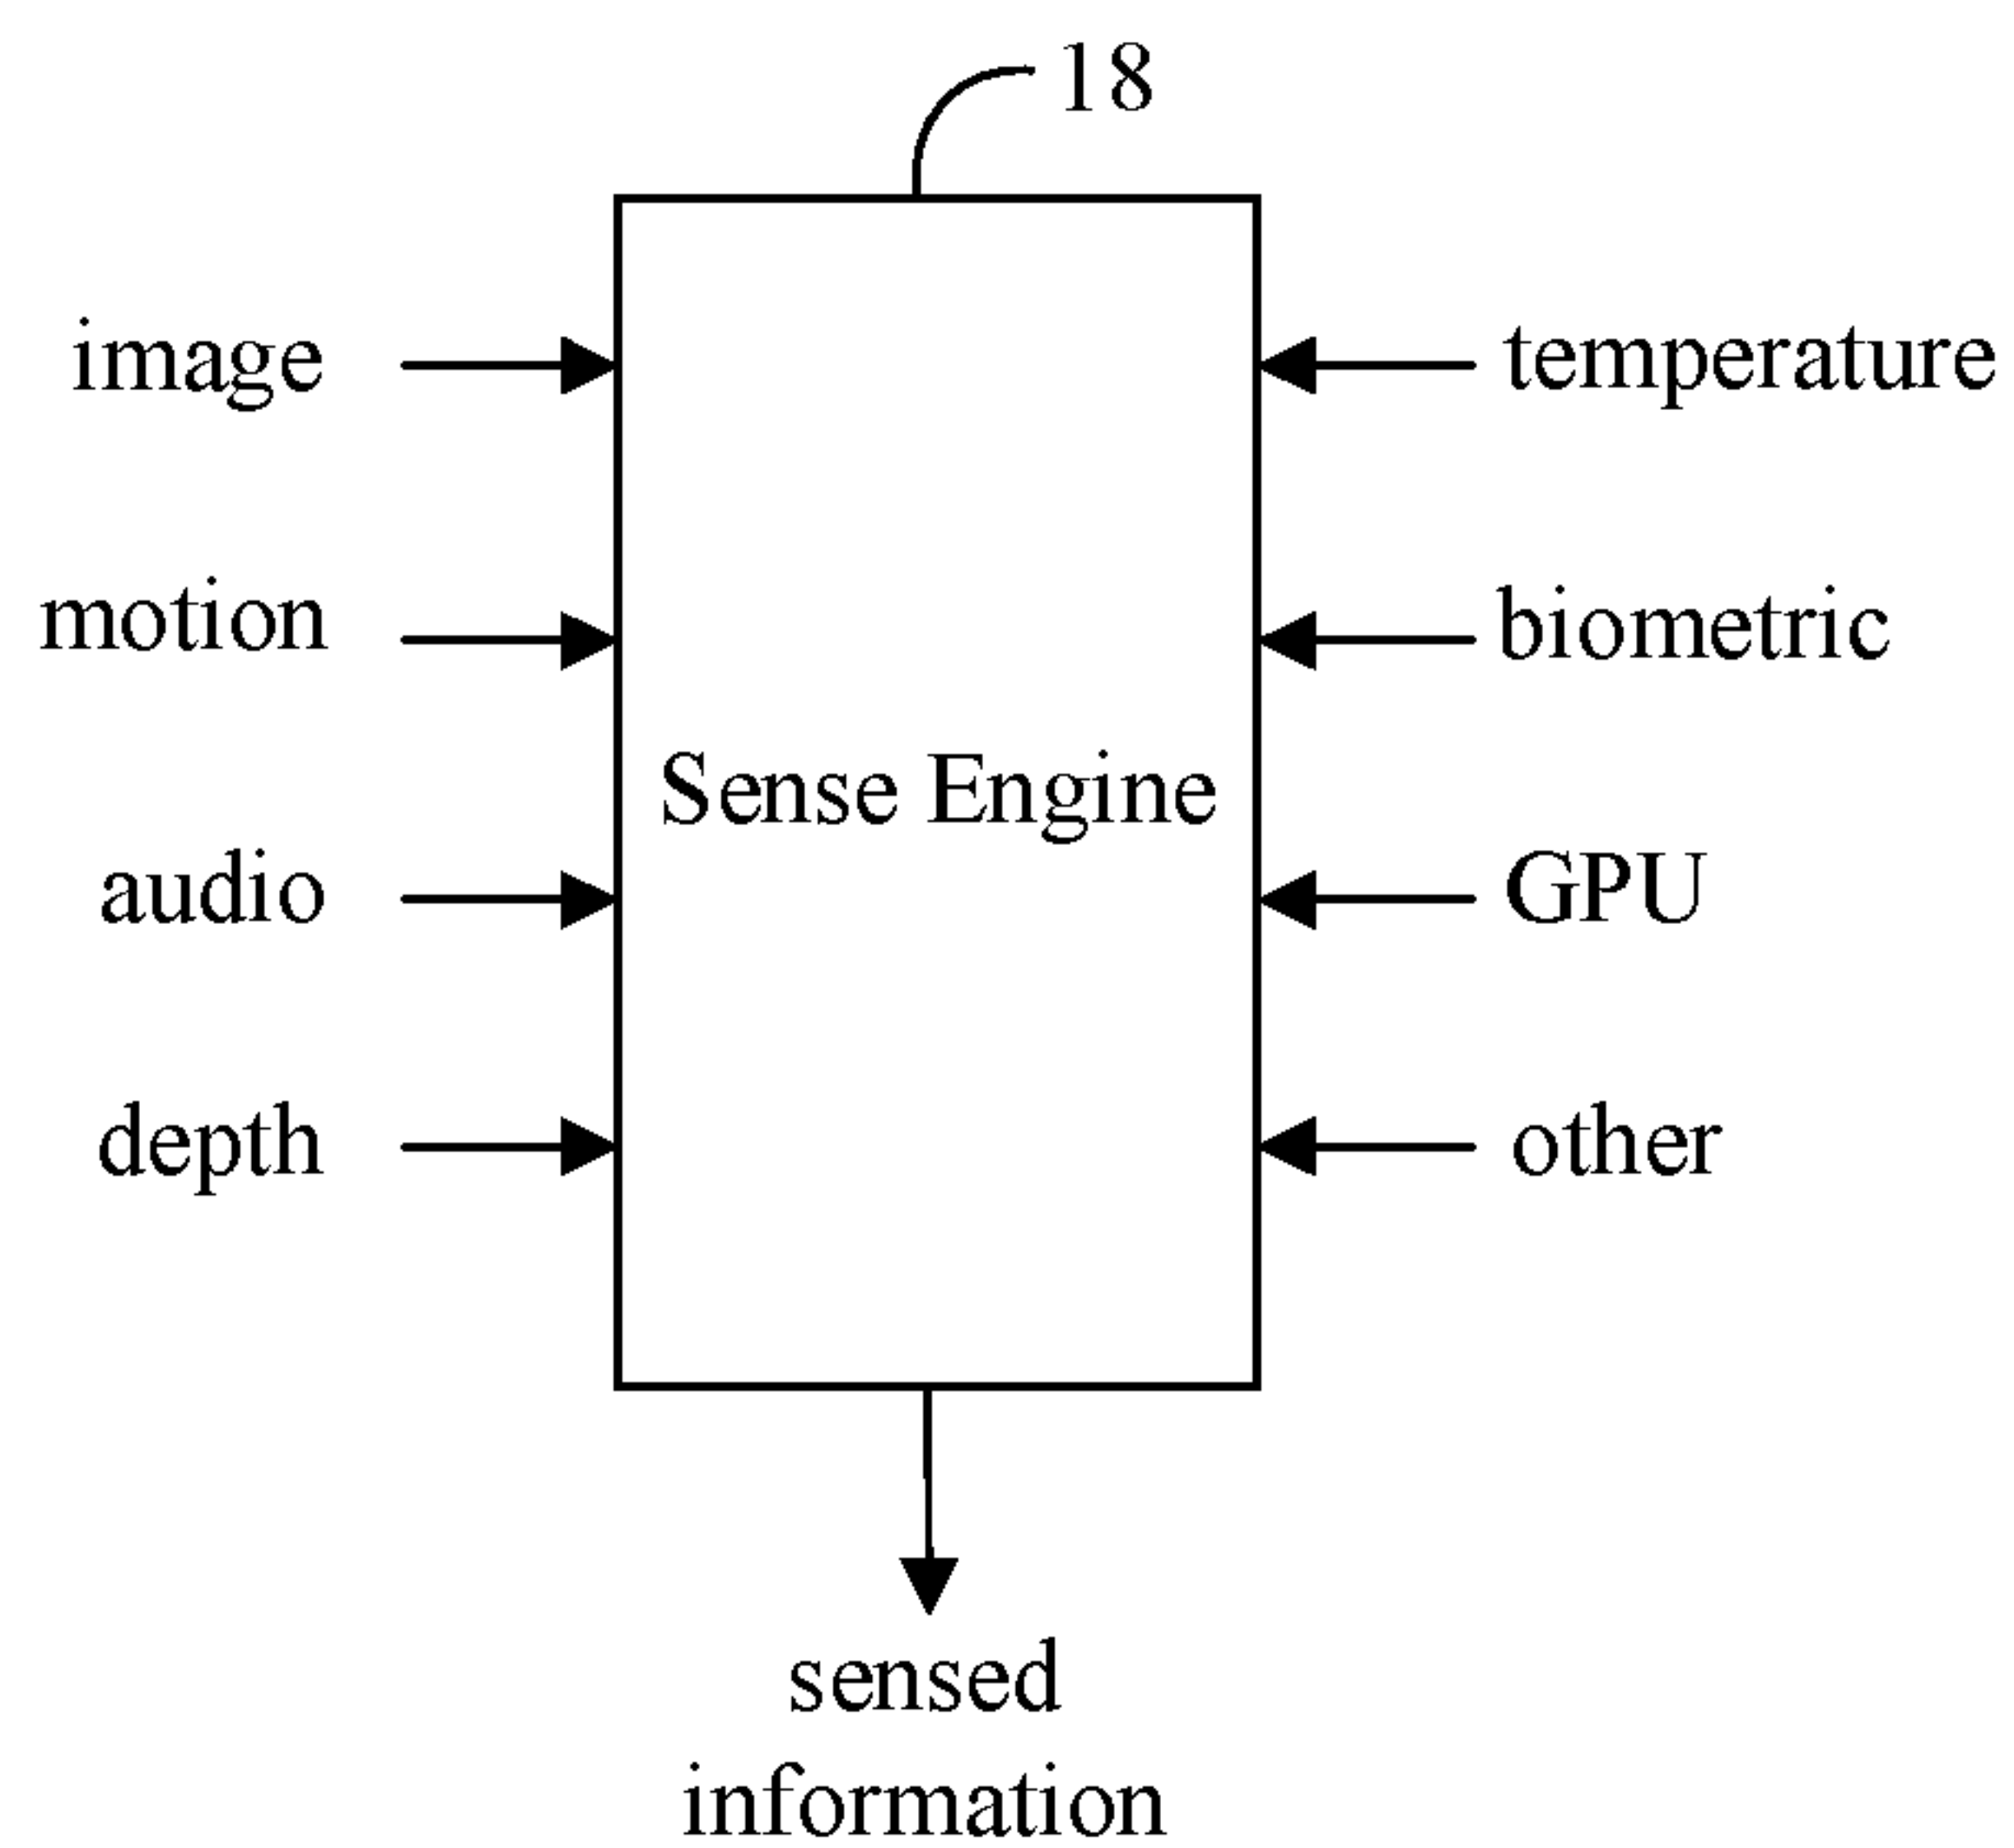 18
image
temperature
motion
biometric
Sense Engine
audio
GPU
depth
other
sensed
information